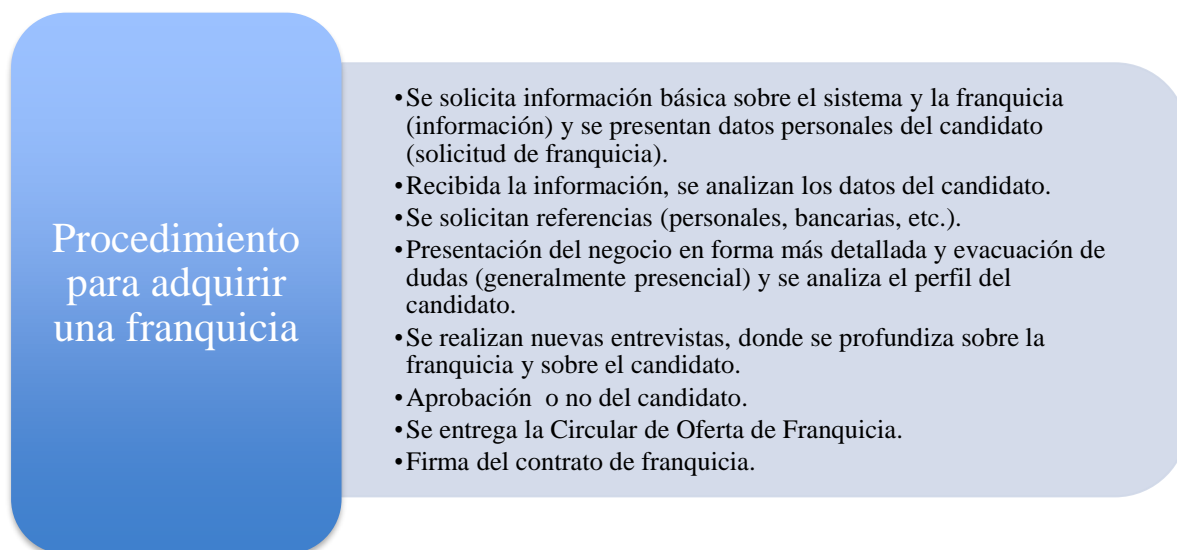 Procedimiento
para adquirir
una franquicia
•Se solicita información básica sobre el sistema y la franquicia
(información) y se presentan datos personales del candidato
(solicitud de franquicia).
•Recibida la información, se analizan los datos del candidato.
•Se solicitan referencias (personales, bancarias, etc.).
•Presentación del negocio en forma más detallada y evacuación de
dudas (generalmente presencial) y se analiza el perfil del
candidato.
•Se realizan nuevas entrevistas, donde se profundiza sobre la
franquicia y sobre el candidato.
•Aprobación o no del candidato.
•Se entrega la Circular de Oferta de Franquicia.
•Firma del contrato de franquicia.